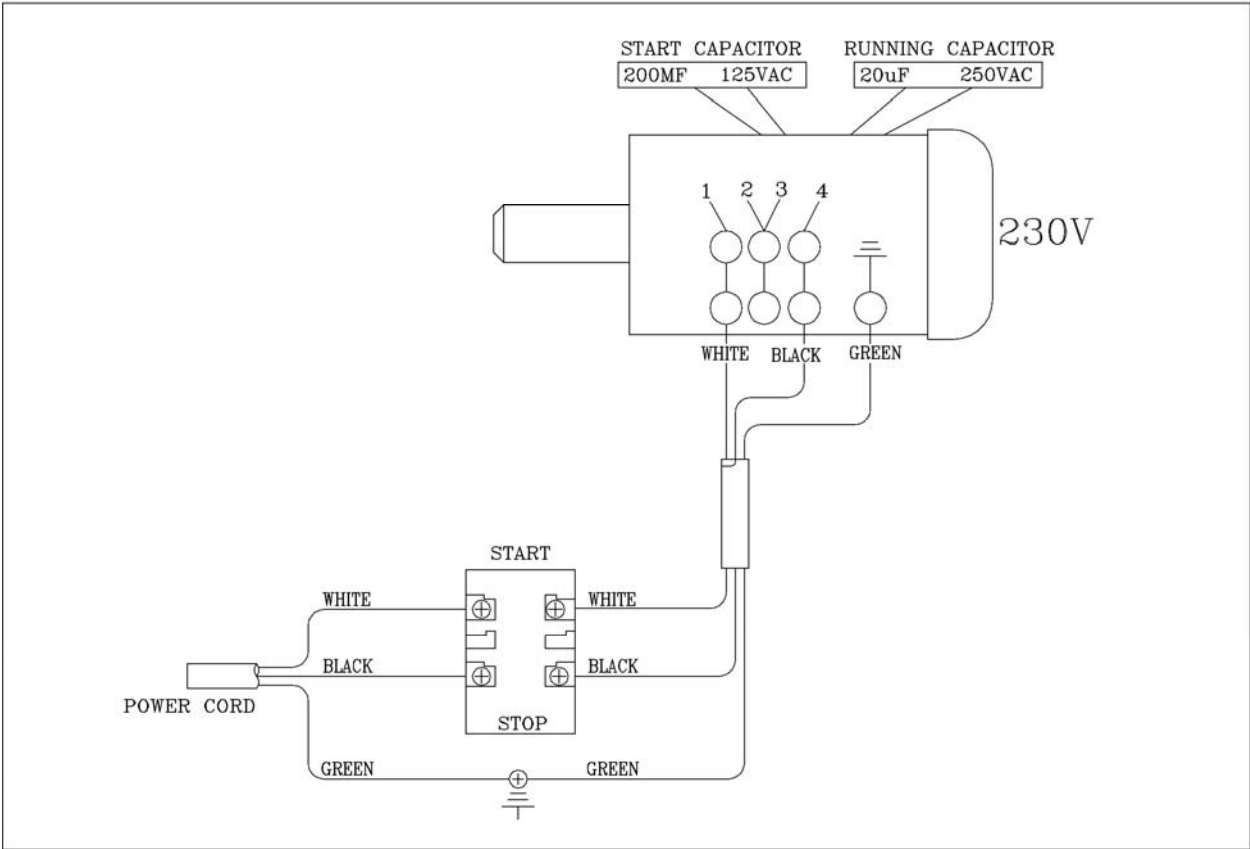 START CAPACITOR
200MF 125VAC
RUNNING CAPACITOR
20uF 250VAC
1 2 3 4
230V
WHITE BLACK GREEN
START
WHITE WHITE
BLACK BLACK
POWER CORD
STOP
GREEN GREEN